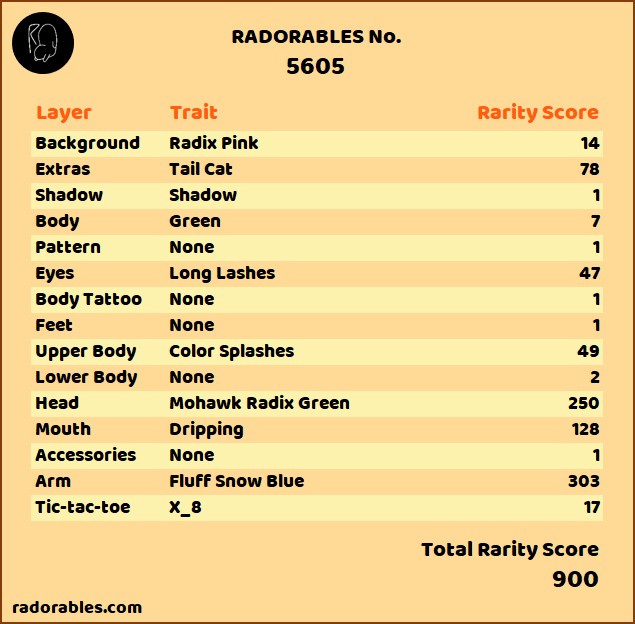 RADORABLES No.
5605
Layer Trait Rarity Score
Background Radix Pink 14
Extras Tail Cat 78
Shadow Shadow 1
Body Green 7
Pattern None 1
Eyes Long Lashes 47
Body Tattoo None 1
Feet None 1
Upper Body Color Splashes 49
Lower Body None 2
Head Mohawk Radix Green 250
Mouth Dripping 128
Accessories None 1
Arm Fluff Snow Blue 303
Tic-tac-toe X_8 17
Total Rarity Score
900
radorables.com